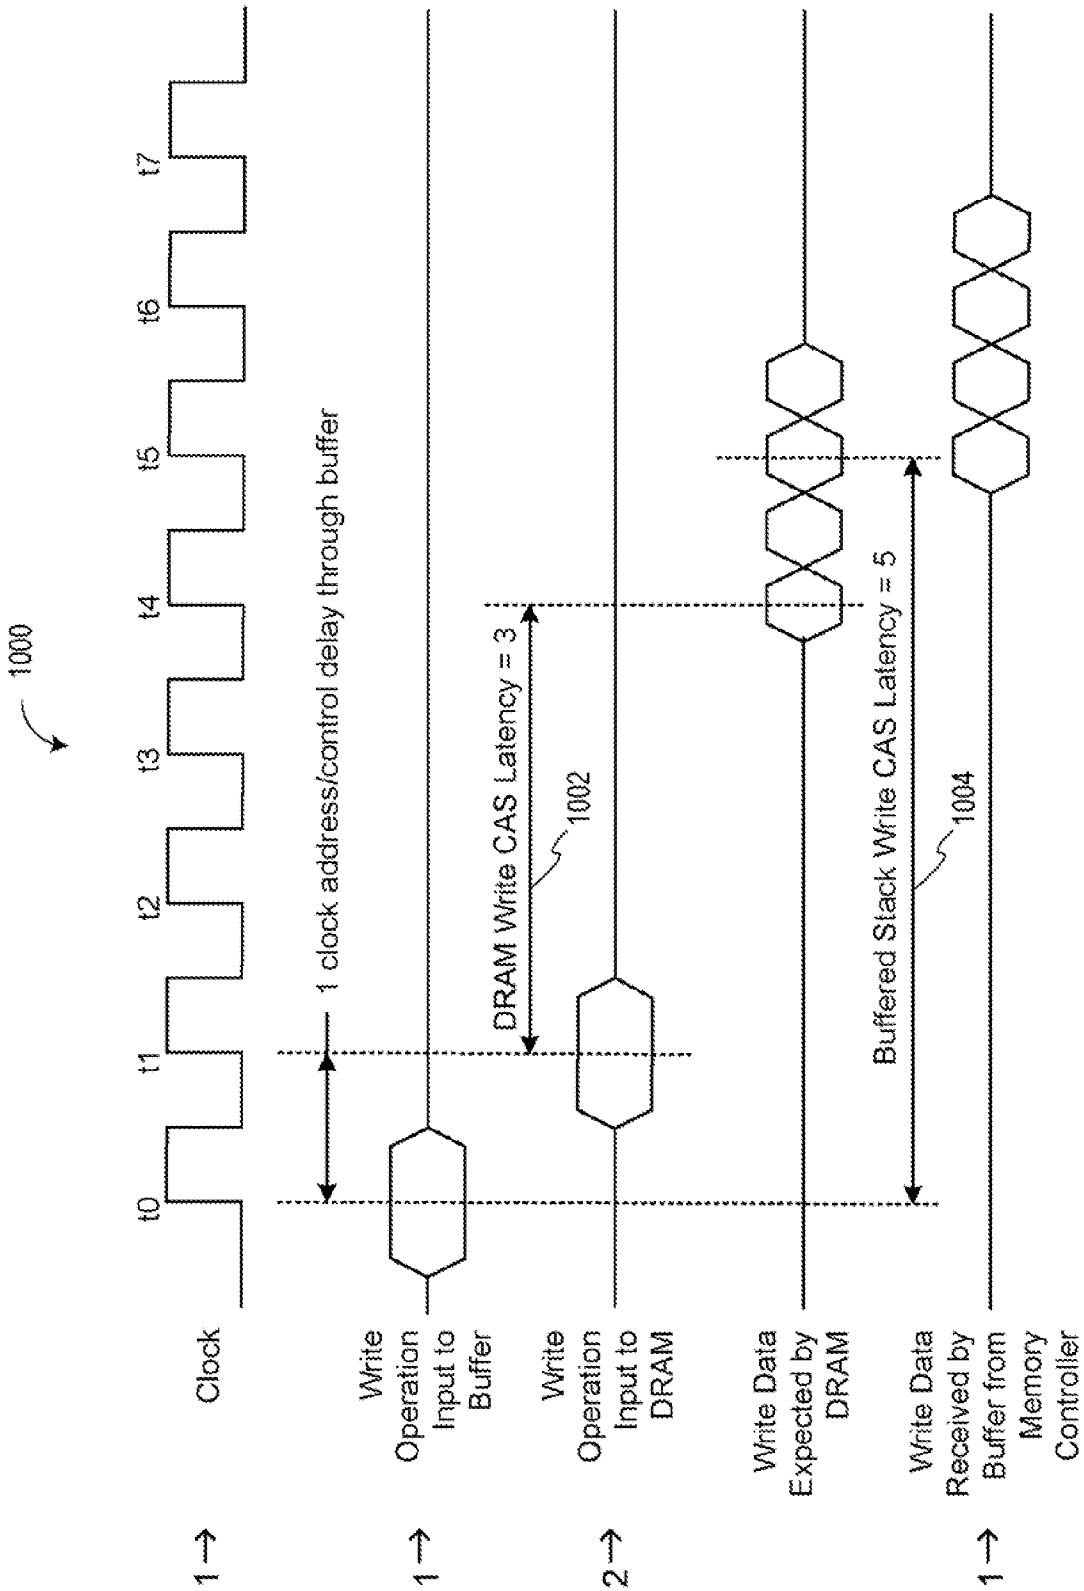 1000
t0 t1 t2 t3 t4 t5 t6 t7
1→ Clock
1 clock address/control delay through buffer
1→ Write
Operation
Input to
Buffer
DRAM Write CAS Latency = 3
1002
2→ Write
Operation
Input to
DRAM
Write Data
Expected by
DRAM
Buffered Stack Write CAS Latency = 5
1004
Write Data
Received by
1→ Buffer from
Memory
Controller